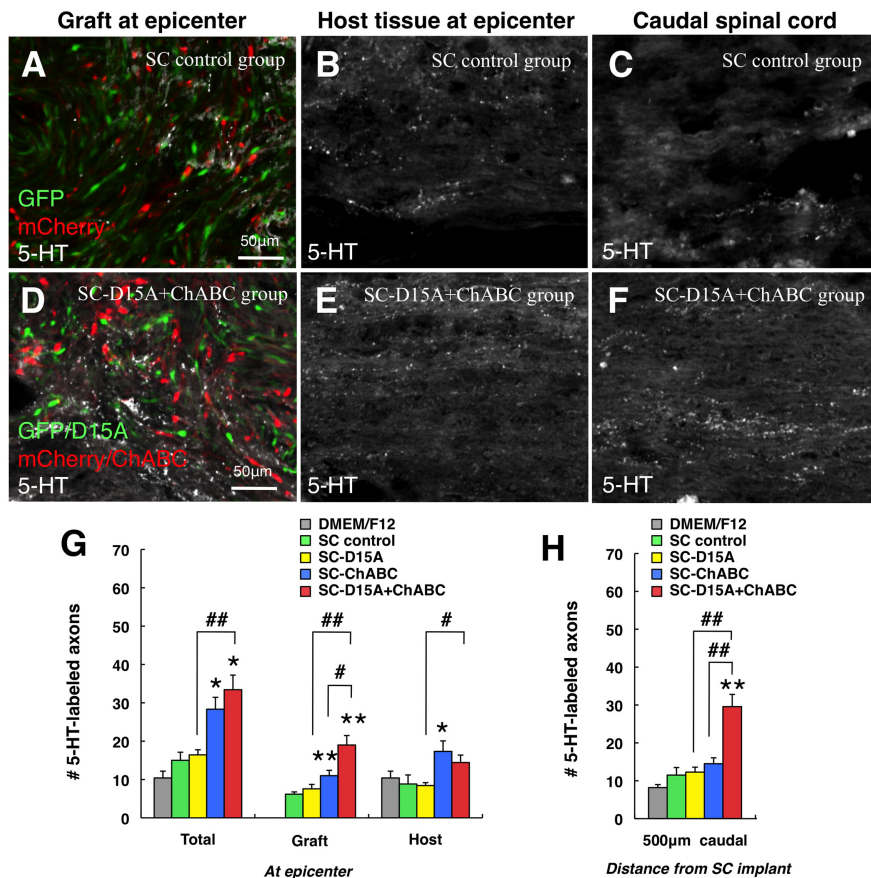 Graft at epicenter
Host tissue at epicenter
Caudal spinal cord
A
SC control group
GFP
mCherry
5-HT
50µm
B
SC control group
5-HT
C
SC control group
5-HT
D
SC-D15A+ChABC group
GFP/D15A
mCherry/ChABC
5-HT
50µm
E
SC-D15A+ChABC group
5-HT
F
SC-D15A+ChABC group
5-HT
G
DMEM/F12
SC control
SC-D15A
SC-ChABC
SC-D15A+ChABC
# 5-HT-labeled axons
70
60
50
40
30
20
10
0
##
*
*
##
#
**
**
#
*
Total
Graft
Host
At epicenter
H
DMEM/F12
SC control
SC-D15A
SC-ChABC
SC-D15A+ChABC
# 5-HT-labeled axons
70
60
50
40
30
20
10
0
##
##
**
500µm caudal
Distance from SC implant